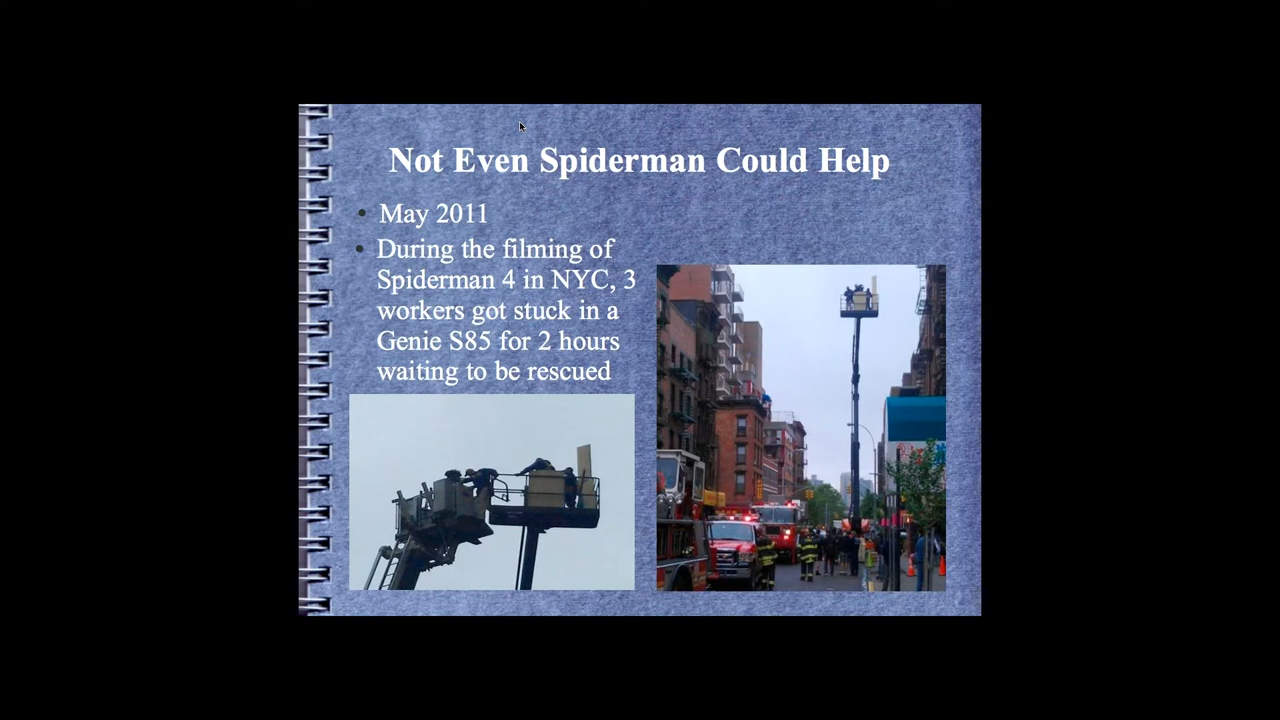 Not Even Spiderman Could Help
• May 2011
• During the filming of
Spiderman 4 in NYC, 3
workers got stuck in a
Genie S85 for 2 hours
waiting to be rescued